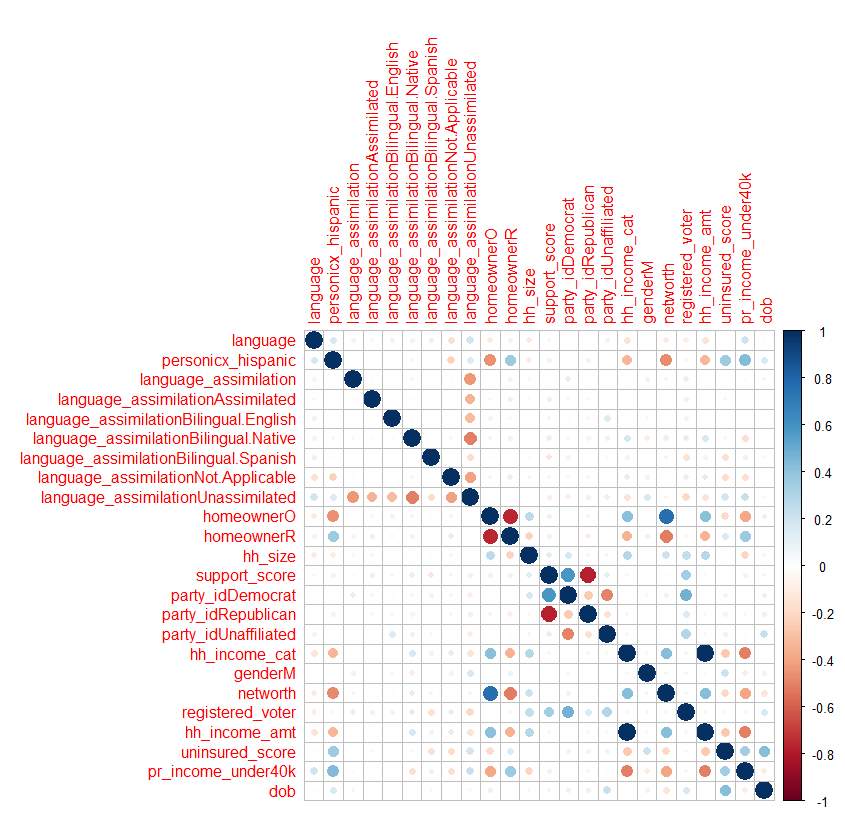 language
personicx_hispanic
language_assimilation
language_assimilationAssimilated
language_assimilationBilingual.English
language_assimilationBilingual.Native
language_assimilationBilingual.Spanish
language_assimilationNot.Applicable
language_assimilationUnassimilated
homeownerO
homeownerR
hh_size
support_score
party_idDemocrat
party_idRepublican
party_idUnaffiliated
hh_income_cat
genderM
networth
registered_voter
hh_income_amt
uninsured_score
pr_income_under40k
dob
language
personicx_hispanic
language_assimilation
language_assimilationAssimilated
language_assimilationBilingual.English
language_assimilationBilingual.Native
language_assimilationBilingual.Spanish
language_assimilationNot.Applicable
language_assimilationUnassimilated
homeownerO
homeownerR
hh_size
support_score
party_idDemocrat
party_idRepublican
party_idUnaffiliated
hh_income_cat
genderM
networth
registered_voter
hh_income_amt
uninsured_score
pr_income_under40k
dob
1
0.8
0.6
0.4
0.2
0
-0.2
-0.4
-0.6
-0.8
-1